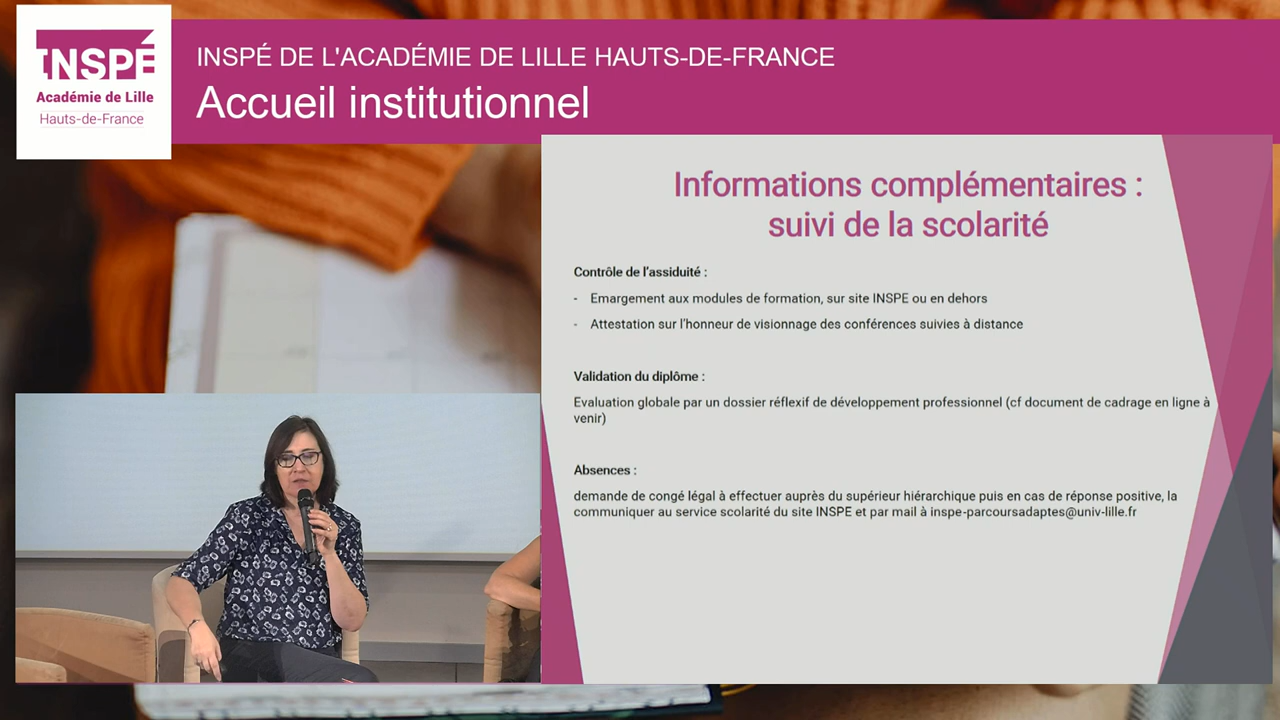 INSPÉ
Académie de Lille
Hauts-de-France
INSPÉ DE L'ACADÉMIE DE LILLE HAUTS-DE-FRANCE
Accueil institutionnel
Informations complémentaires :
suivi de la scolarité
Contrôle de l'assiduité :
- Emargement aux modules de formation, sur site INSPE ou en dehors
- Attestation sur l'honneur de visionnage des conférences suivies à distance
Validation du diplôme :
Evaluation globale par un dossier réflexif de développement professionnel (cf document de cadrage en ligne à
venir)
Absences :
demande de congé légal à effectuer auprès du supérieur hiérarchique puis en cas de réponse positive, la
communiquer au service scolarité du site INSPE et par mail à inspe-parcoursadaptes@univ-lille.fr